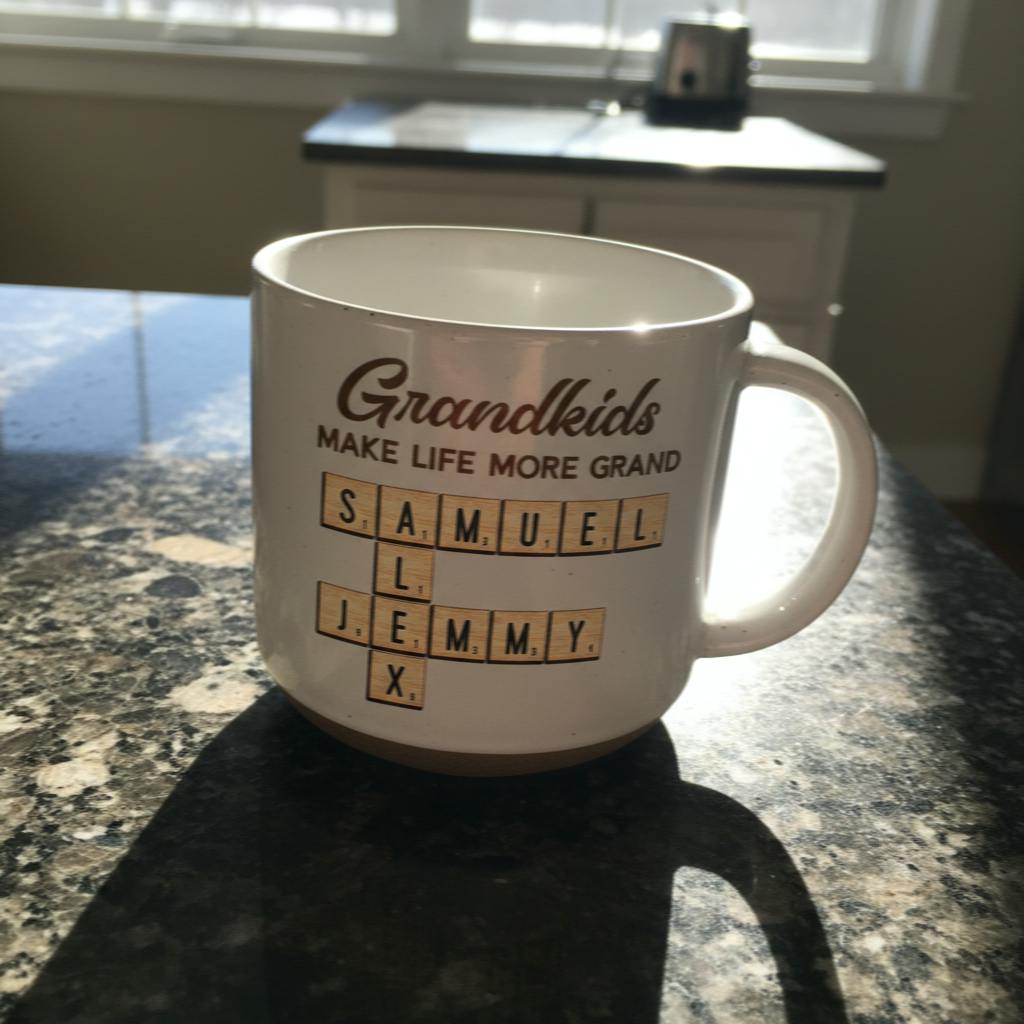 Grandkids
MAKE LIFE MORE GRAND
SAMUEL
L
JEMMY
X